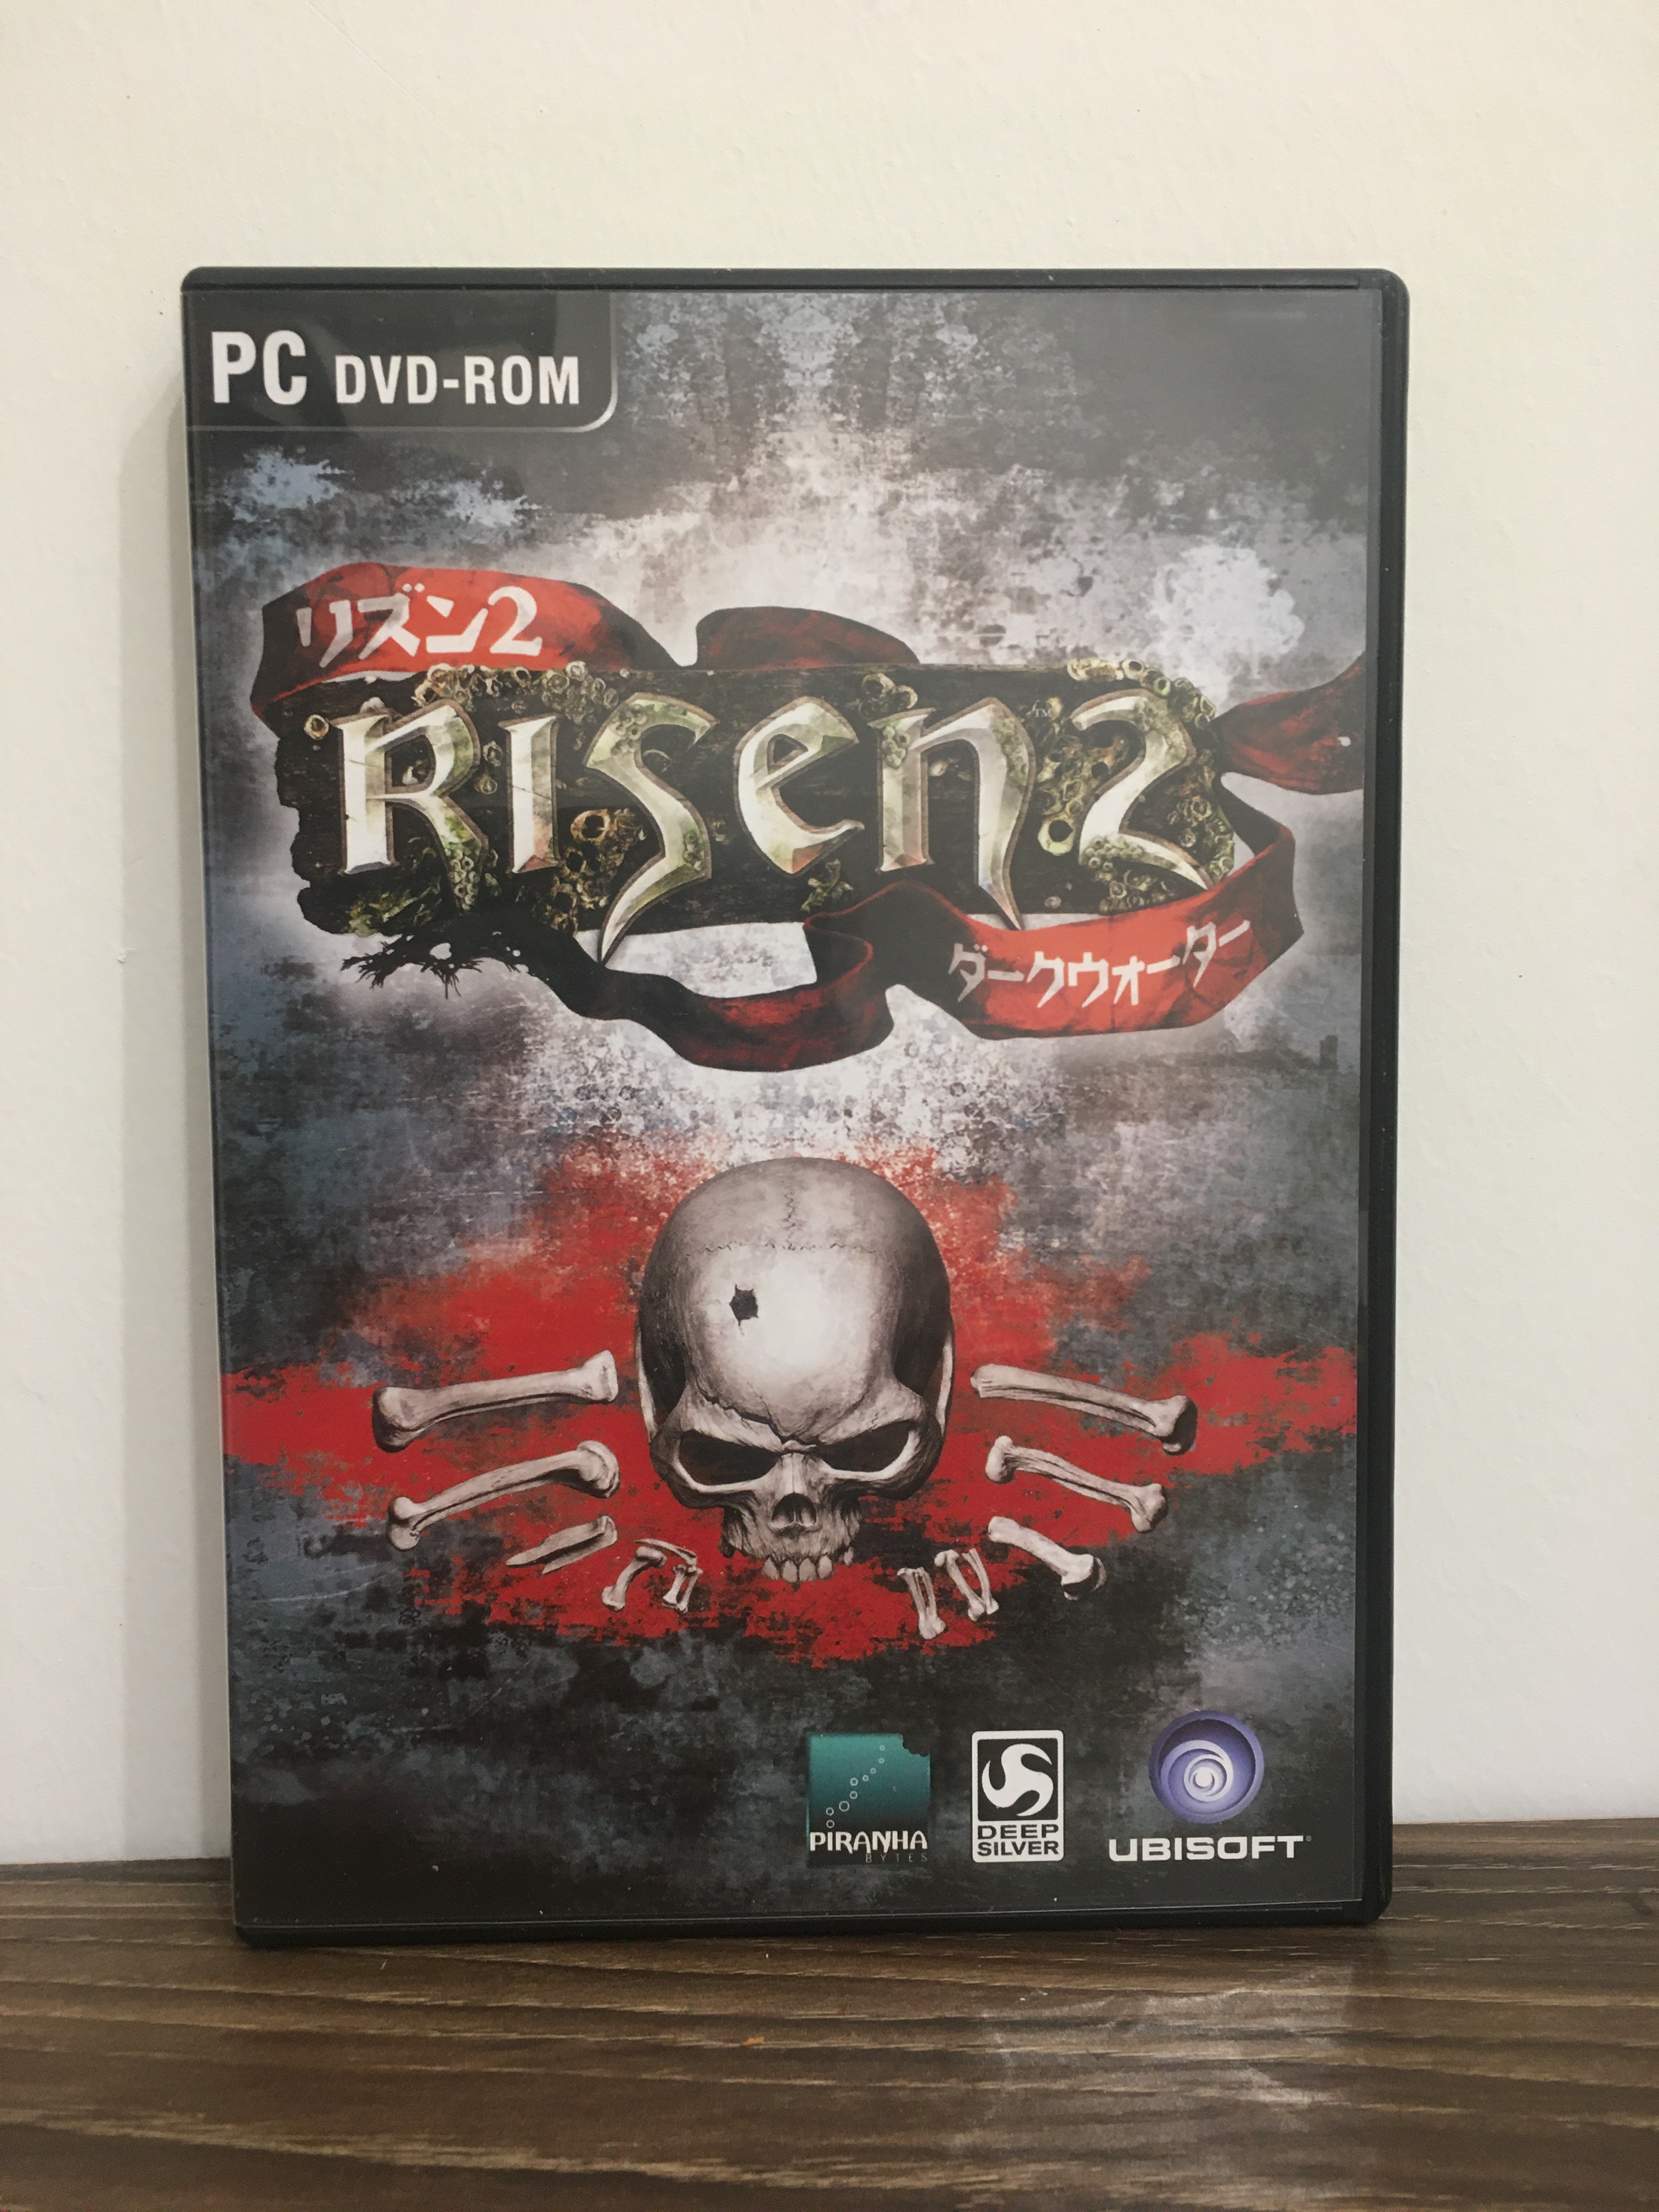 PC DVD-ROM
リズン2
Risen2™
ダークウォーター
PIRANHA
BYTES
DEEP
SILVER
UBISOFT®